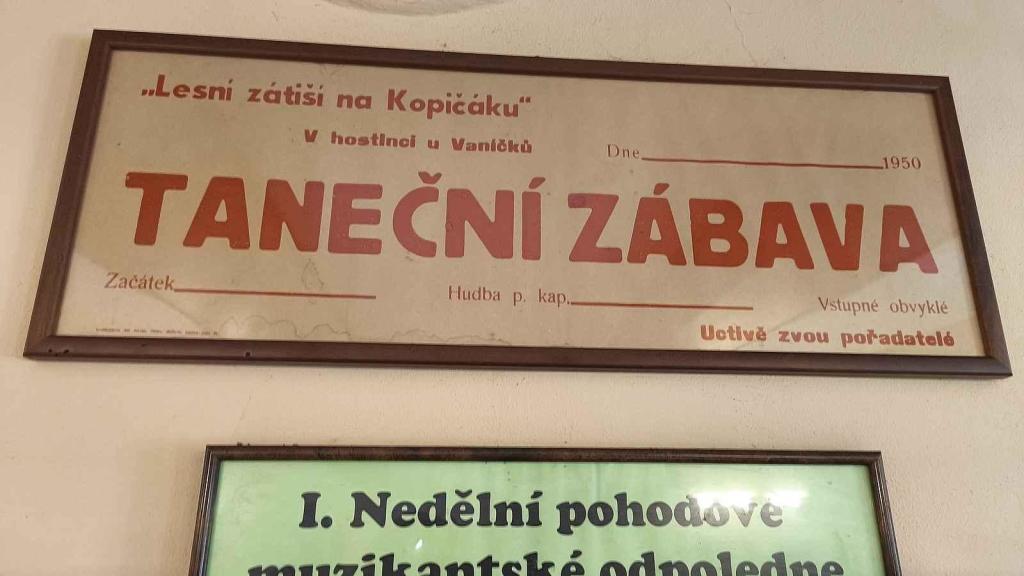 „Lesní zátiší na Kopičáku“
V hostinci u Vaníčků
Dne 1950
TANEČNÍ ZÁBAVA
Začátek
Hudba p. kap.
Vstupné obvyklé
Uctivě zvou pořadatelé
I. Nedělní pohodové
muzikantské odpoledne